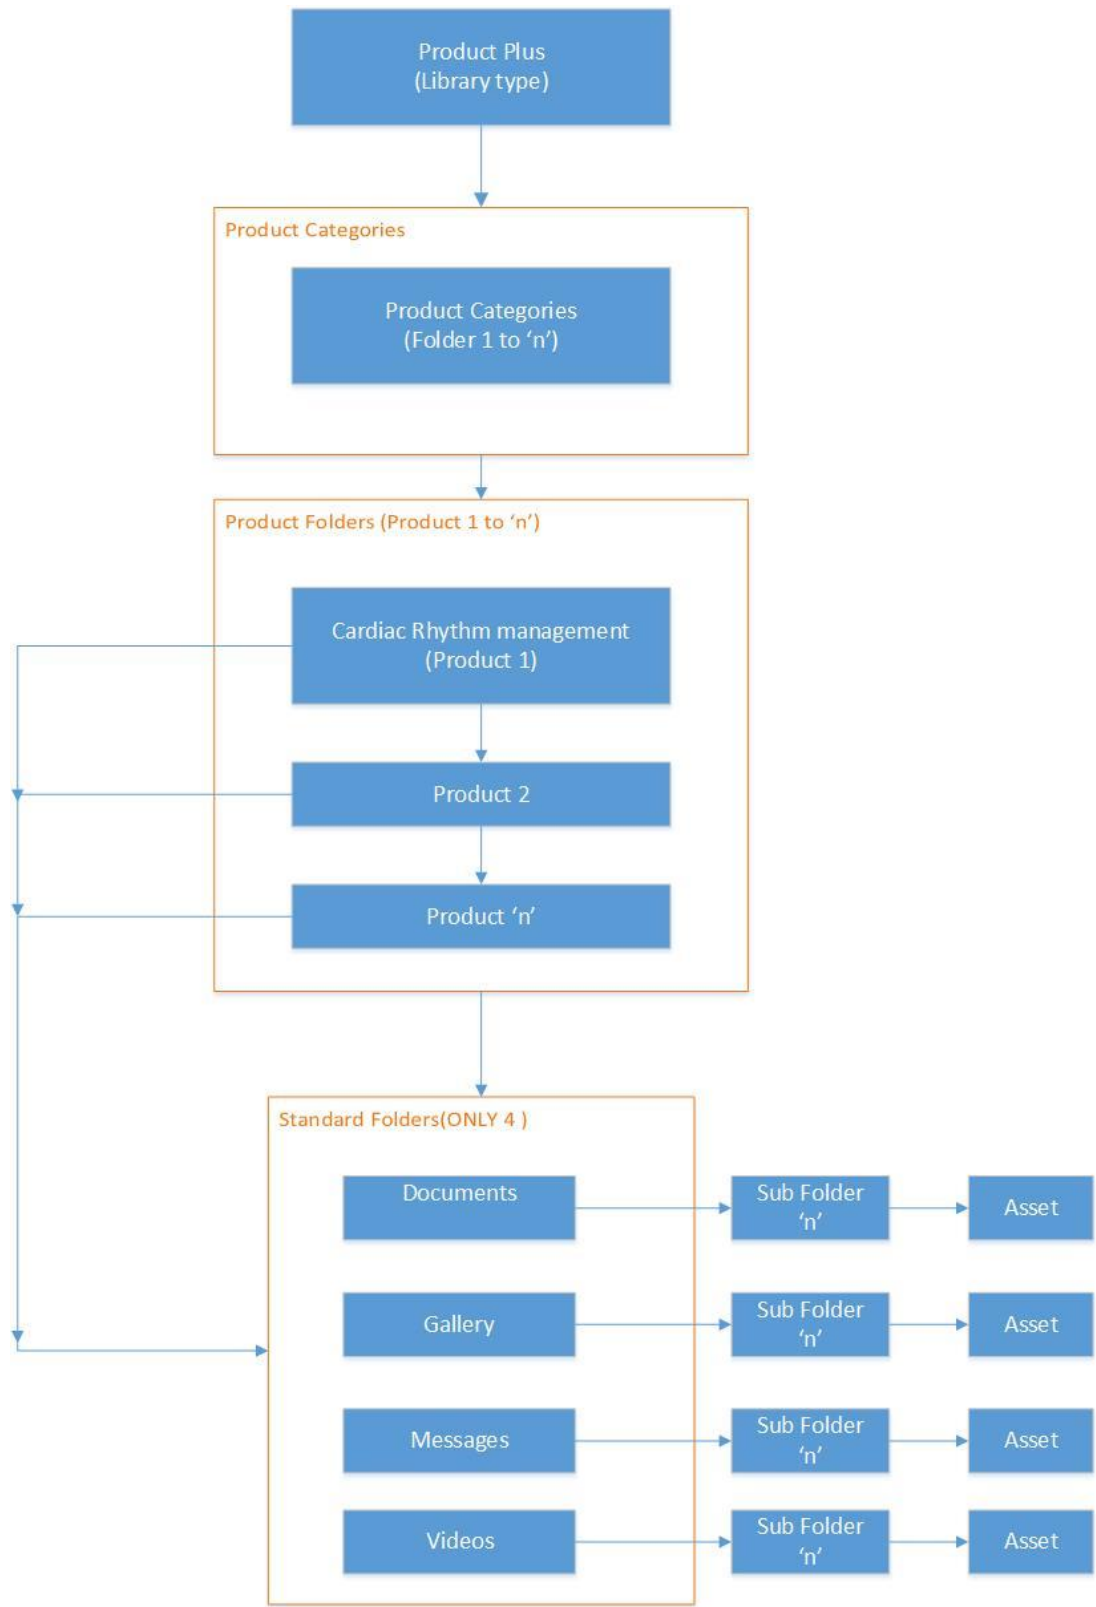 Product Plus
(Library type)
Product Categories
Product Categories
(Folder 1 to ‘n’)
Product Folders (Product 1 to ‘n’)
Cardiac Rhythm management
(Product 1)
Product 2
Product ‘n’
Standard Folders(ONLY 4 )
Documents
Sub Folder
‘n’
Asset
Gallery
Sub Folder
‘n’
Asset
Messages
Sub Folder
‘n’
Asset
Videos
Sub Folder
‘n’
Asset